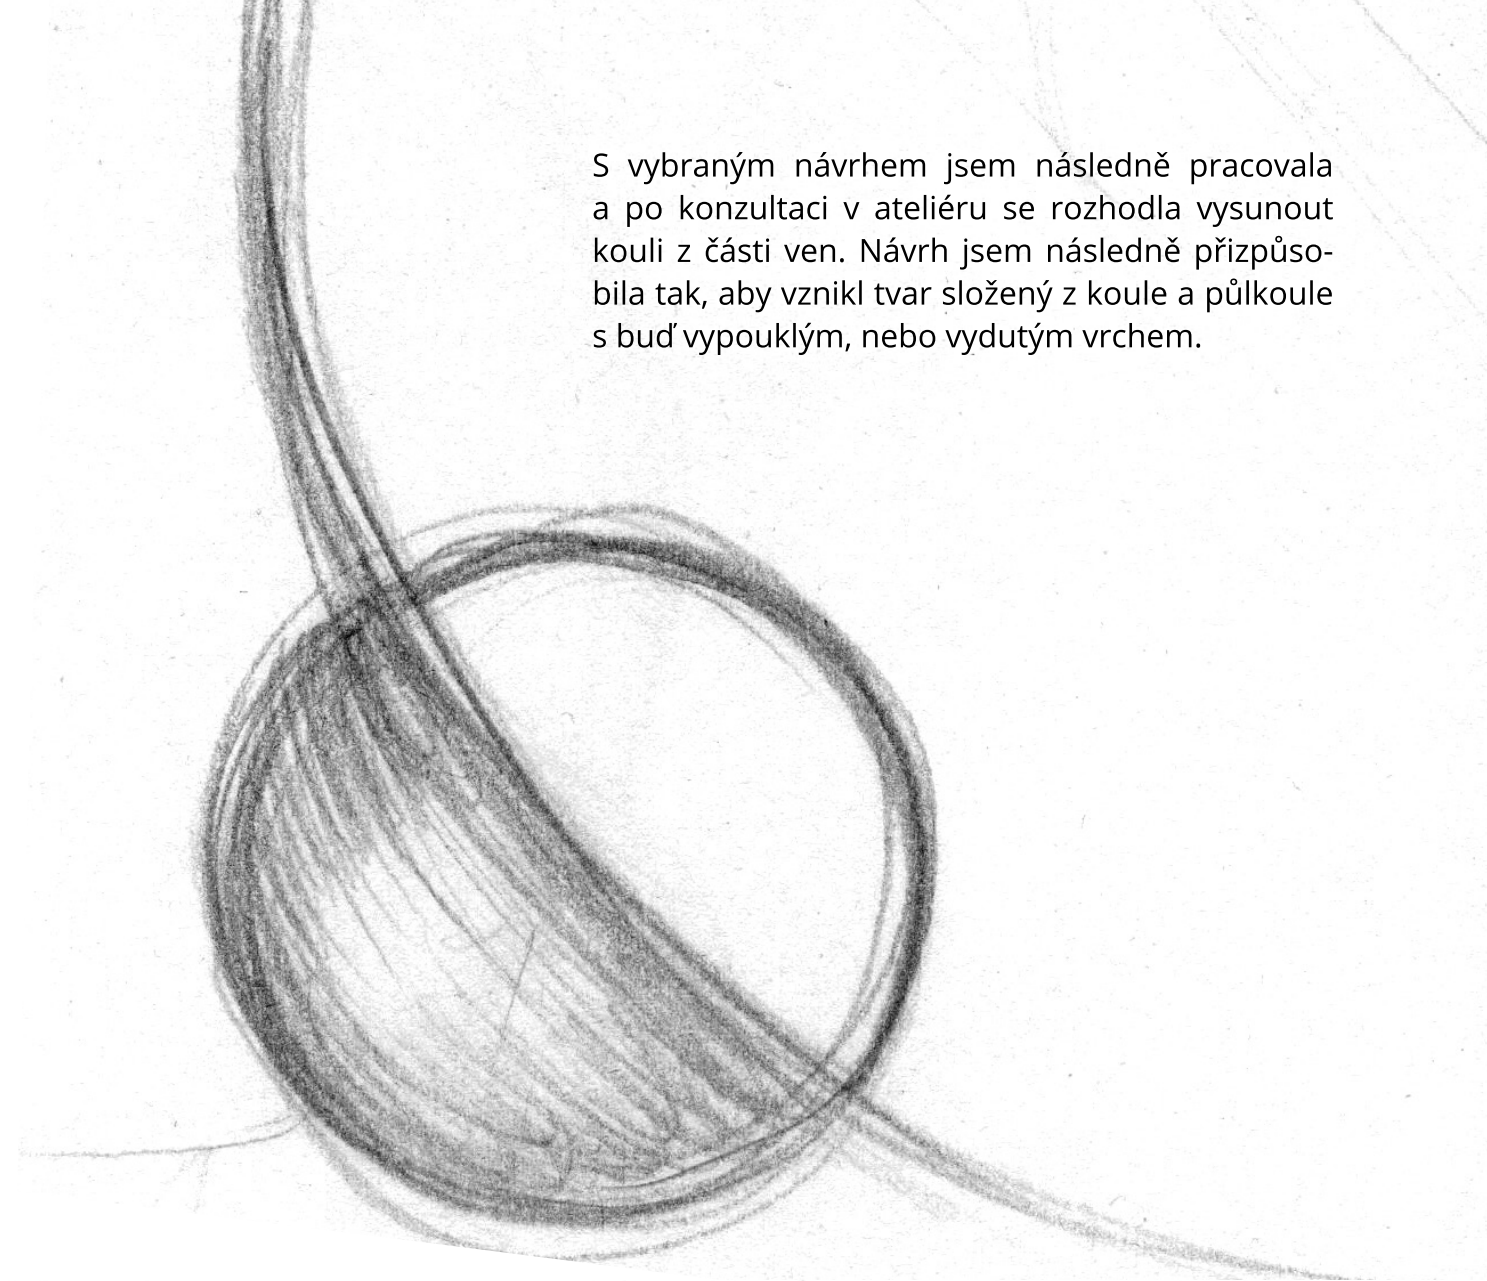 S vybraným návrhem jsem následně pracovala
a po konzultaci v ateliéru se rozhodla vysunout
kouli z části ven. Návrh jsem následně přizpůso-
bila tak, aby vznikl tvar složený z koule a půlkoule
s buď vypouklým, nebo vydutým vrchem.